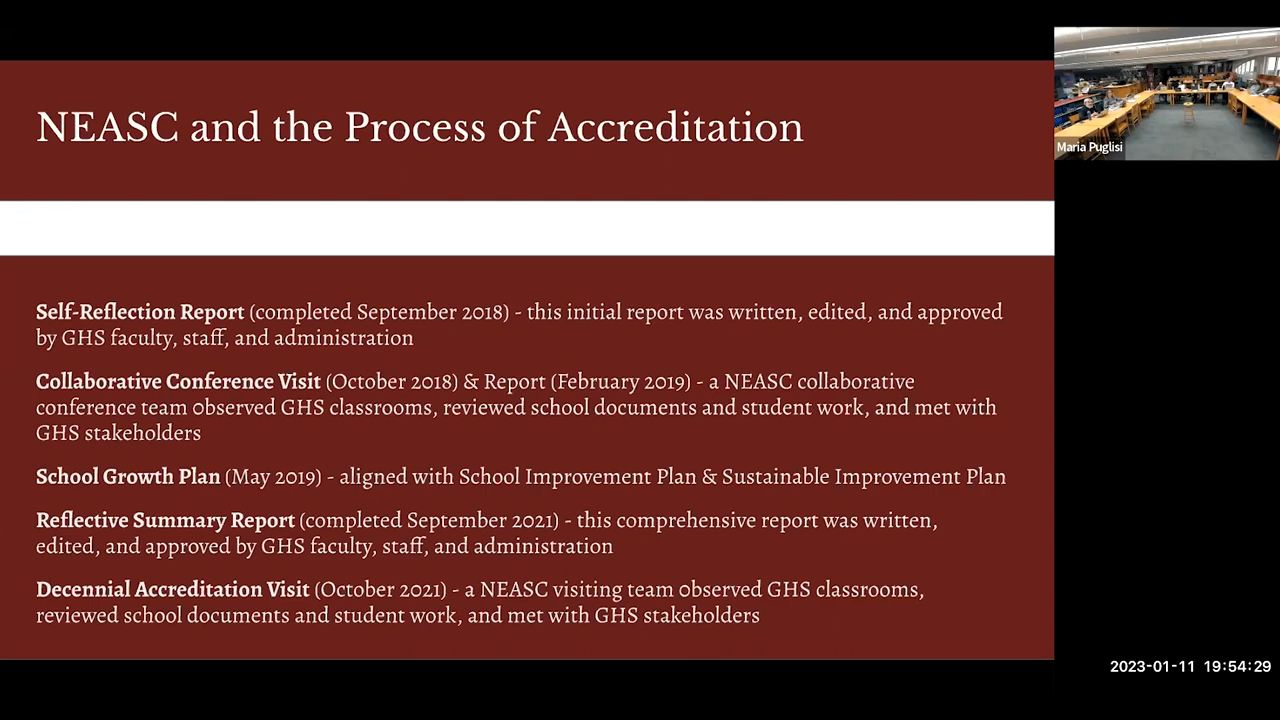 NEASC and the Process of Accreditation
Maria Puglisi
Self-Reflection Report (completed September 2018) - this initial report was written, edited, and approved
by GHS faculty, staff, and administration
Collaborative Conference Visit (October 2018) & Report (February 2019) - a NEASC collaborative
conference team observed GHS classrooms, reviewed school documents and student work, and met with
GHS stakeholders
School Growth Plan (May 2019) - aligned with School Improvement Plan & Sustainable Improvement Plan
Reflective Summary Report (completed September 2021) - this comprehensive report was written,
edited, and approved by GHS faculty, staff, and administration
Decennial Accreditation Visit (October 2021) - a NEASC visiting team observed GHS classrooms,
reviewed school documents and student work, and met with GHS stakeholders
2023-01-11 19:54:29